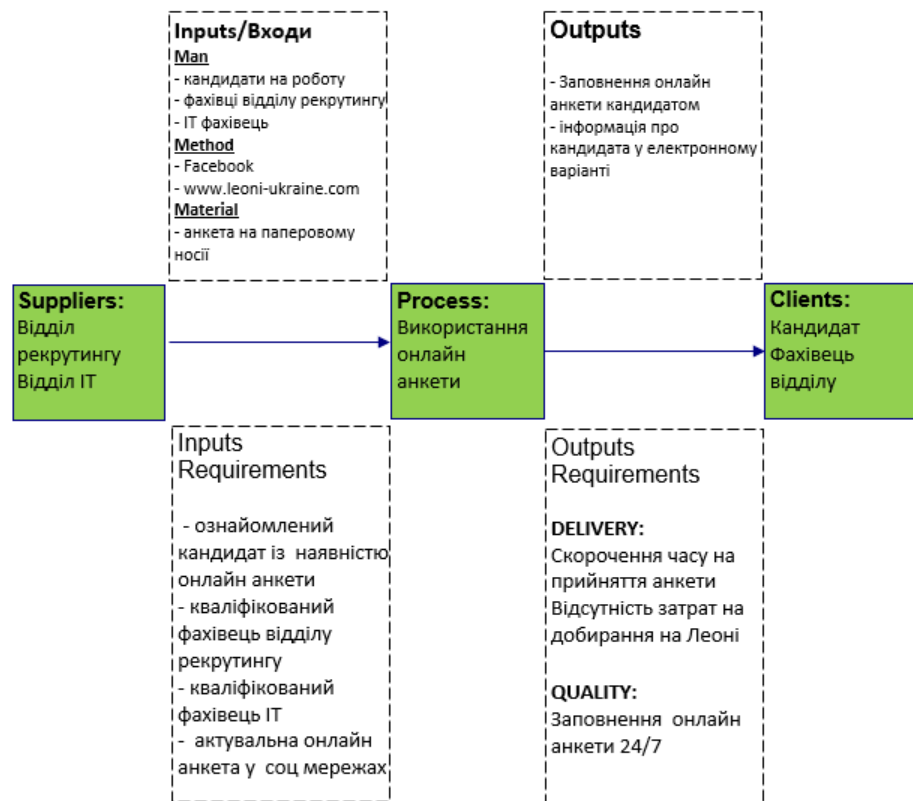 Inputs/Входи
Man
- кандидати на роботу
- фахівці відділу рекрутингу
- ІТ фахівець
Method
- Facebook
- www.leoni-ukraine.com
Material
- анкета на паперовому
носії
Outputs
- Заповнення онлайн
анкети кандидатом
- інформація про
кандидата у електронному
варіанті
Suppliers:
Відділ
рекрутингу
Відділ ІТ
Process:
Використання
онлайн
анкети
Clients:
Кандидат
Фахівець
відділу
Inputs
Requirements
- ознайомлений
кандидат із наявністю
онлайн анкети
- кваліфікований
фахівець відділу
рекрутингу
- кваліфікований
фахівець ІТ
- актувальна онлайн
анкета у соц мережах
Outputs
Requirements
DELIVERY:
Скорочення часу на
прийняття анкети
Відсутність затрат на
добирання на Леоні
QUALITY:
Заповнення онлайн
анкети 24/7